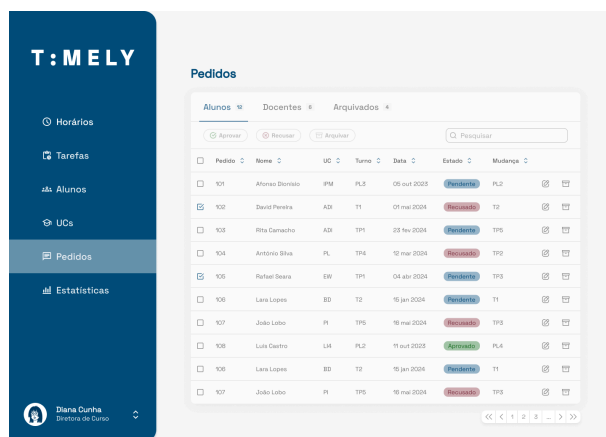 T:MELY
Horários
Tarefas
Alunos
UCs
Pedidos
Estatísticas
Diana Cunha
Diretora de Curso
Pedidos
Alunos 10 Docentes 6 Arquivados 4
Aprovar Recusar Arquivar Pesquisar
Pedido Nome UC Turno Data Estado Mudança
101 Afonso Dionísio IPM PL3 05 out 2023 Pendente PL2
102 David Pereira ADI T1 01 mai 2024 Recusado T2
103 Rita Camacho ADI TP1 23 fev 2024 Pendente TP5
104 António Silva PL TP4 12 mar 2024 Recusado TP2
105 Rafael Seara EW TP1 04 abr 2024 Pendente TP3
106 Lara Lopes BD T2 15 jan 2024 Pendente T1
107 João Lobo PI TP5 16 mai 2024 Recusado TP3
108 Luís Castro LI4 PL2 11 out 2023 Aprovado PL4
106 Lara Lopes BD T2 15 jan 2024 Pendente T1
107 João Lobo PI TP5 16 mai 2024 Recusado TP3
<< < 1 2 3 ... > >>